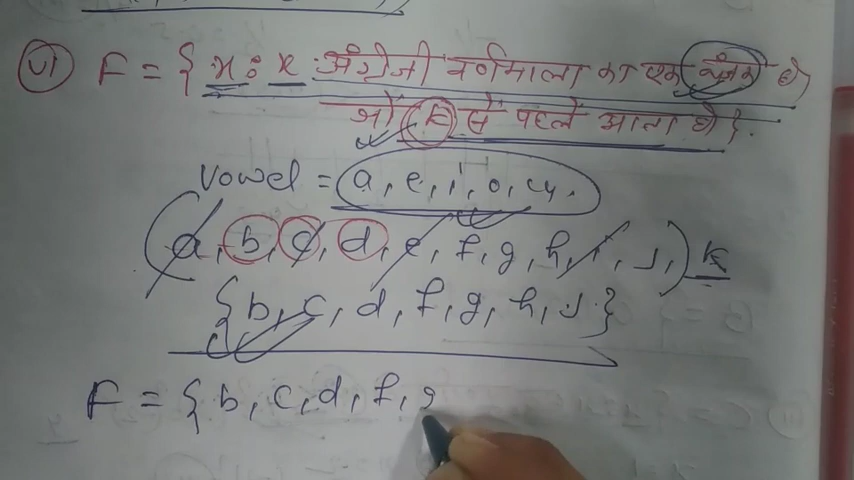 (vi) F = { x : x अंग्रेजी वर्णमाला का एक व्यंजन है,
जो k से पहले आता है }.
Vowel = a, e, i, o, u.
(a, b, c, d, e, f, g, h, i, j,) k
{ b, c, d, f, g, h, j }
F = { b, c, d, f, g